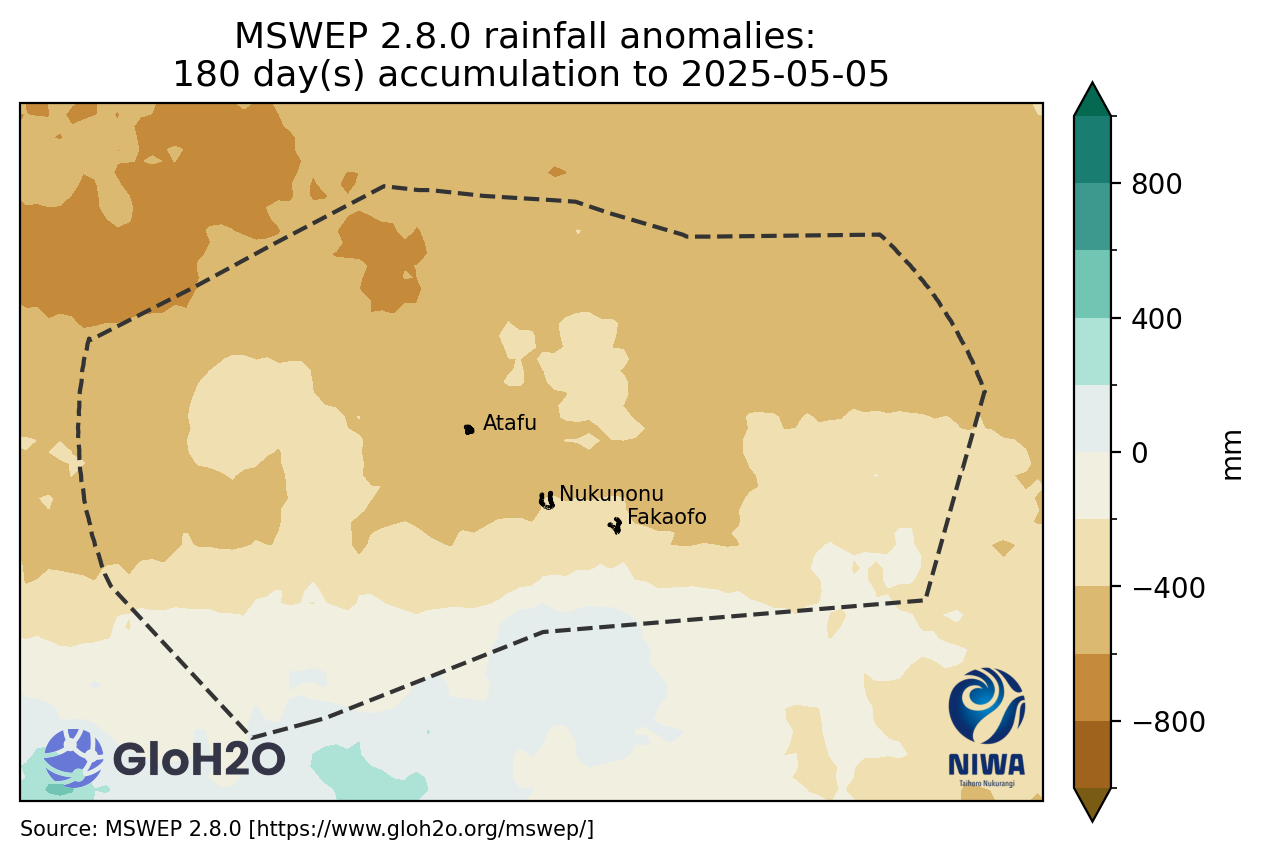 MSWEP 2.8.0 rainfall anomalies:
180 day(s) accumulation to 2025-05-05
800
400
0
−400
−800
mm
Atafu
Nukunonu
Fakaofo
GloH2O
NIWA
Taihoro Nukurangi
Source: MSWEP 2.8.0 [https://www.gloh2o.org/mswep/]